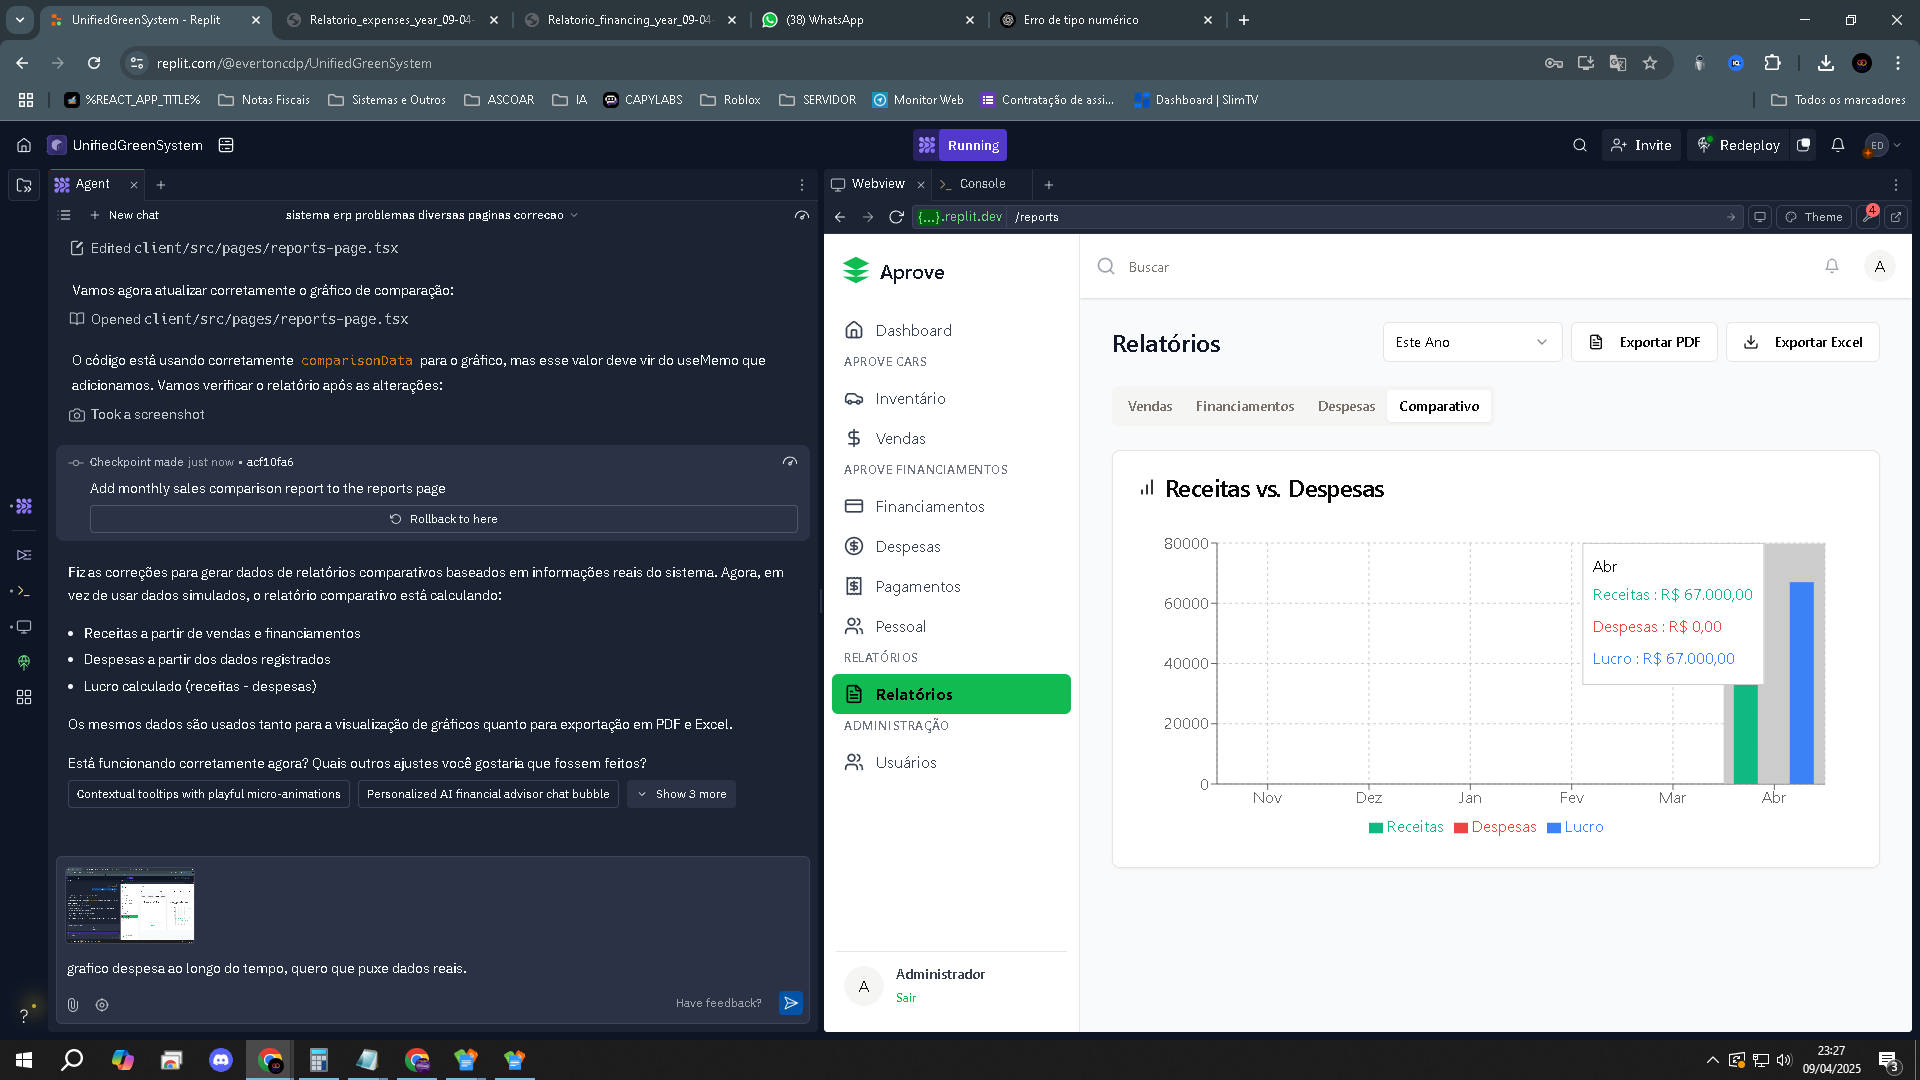 UnifiedGreenSystem - Replit
Relatorio_expenses_year_09-04-
Relatorio_financing_year_09-04-
(38) WhatsApp
Erro de tipo numérico
replit.com/@evertoncdp/UnifiedGreenSystem
%REACT_APP_TITLE%
Notas Fiscais
Sistemas e Outros
ASCOAR
IA
CAPYLABS
Roblox
SERVIDOR
Monitor Web
Contratação de assi...
Dashboard | SlimTV
Todos os marcadores
UnifiedGreenSystem
Running
Invite
Redeploy
ED
Agent
New chat
sistema erp problemas diversas paginas correcao
Edited client/src/pages/reports-page.tsx
Vamos agora atualizar corretamente o gráfico de comparação:
Opened client/src/pages/reports-page.tsx
O código está usando corretamente comparisonData para o gráfico, mas esse valor deve vir do useMemo que
adicionamos. Vamos verificar o relatório após as alterações:
Took a screenshot
Checkpoint made just now • acf10fa6
Add monthly sales comparison report to the reports page
Rollback to here
Fiz as correções para gerar dados de relatórios comparativos baseados em informações reais do sistema. Agora, em
vez de usar dados simulados, o relatório comparativo está calculando:
• Receitas a partir de vendas e financiamentos
• Despesas a partir dos dados registrados
• Lucro calculado (receitas - despesas)
Os mesmos dados são usados tanto para a visualização de gráficos quanto para exportação em PDF e Excel.
Está funcionando corretamente agora? Quais outros ajustes você gostaria que fossem feitos?
Contextual tooltips with playful micro-animations
Personalized AI financial advisor chat bubble
Show 3 more
grafico despesa ao longo do tempo, quero que puxe dados reais.
Have feedback?
?
Webview
Console
{...}.replit.dev
/reports
Theme
4
Aprove
Dashboard
APROVE CARS
Inventário
Vendas
APROVE FINANCIAMENTOS
Financiamentos
Despesas
Pagamentos
Pessoal
RELATÓRIOS
Relatórios
ADMINISTRAÇÃO
Usuários
A
Administrador
Sair
Buscar
A
Relatórios
Este Ano
Exportar PDF
Exportar Excel
Vendas
Financiamentos
Despesas
Comparativo
Receitas vs. Despesas
80000
60000
40000
20000
0
Nov
Dez
Jan
Fev
Mar
Abr
Abr
Receitas : R$ 67.000,00
Despesas : R$ 0,00
Lucro : R$ 67.000,00
Receitas
Despesas
Lucro
23:27
09/04/2025
3